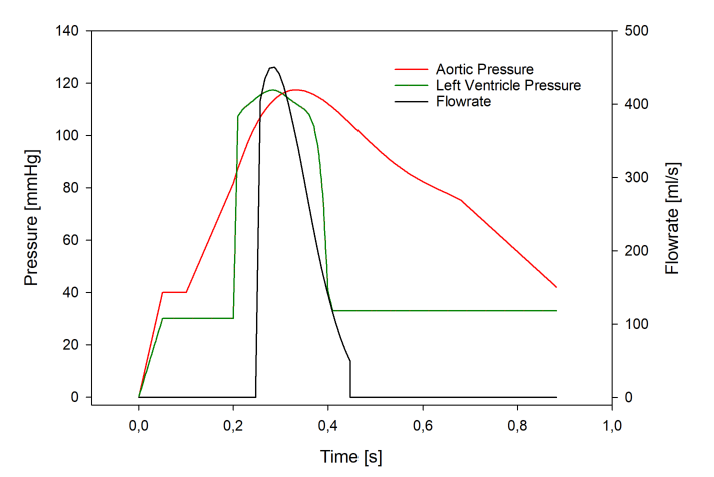 140
120
100
80
60
40
20
0
Pressure [mmHg]
500
400
300
200
100
0
Flowrate [ml/s]
Aortic Pressure
Left Ventricle Pressure
Flowrate
0,0 0,2 0,4 0,6 0,8 1,0
Time [s]